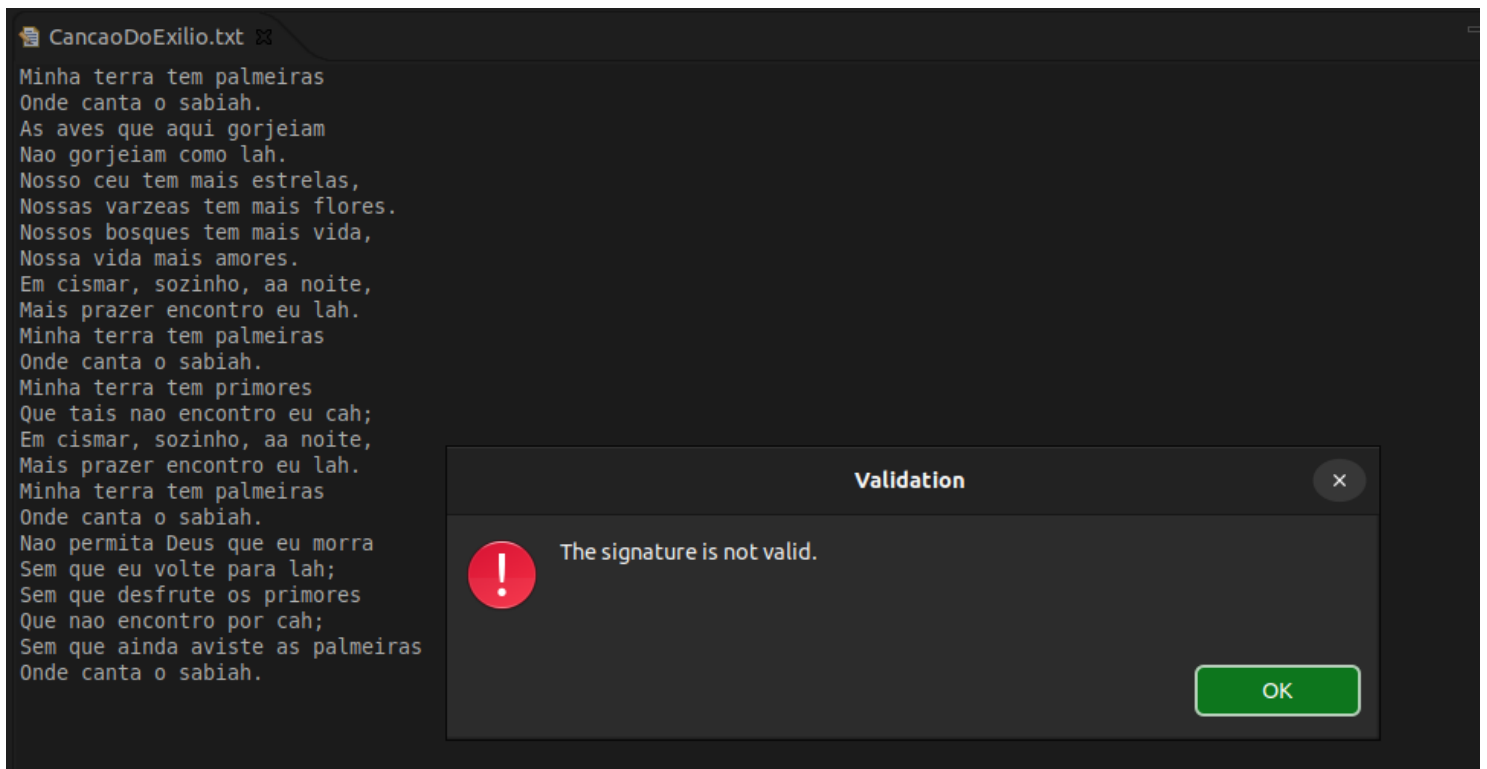 CancaoDoExilio.txt
Minha terra tem palmeiras
Onde canta o sabiah.
As aves que aqui gorjeiam
Nao gorjeiam como lah.
Nosso ceu tem mais estrelas,
Nossas varzeas tem mais flores.
Nossos bosques tem mais vida,
Nossa vida mais amores.
Em cismar, sozinho, aa noite,
Mais prazer encontro eu lah.
Minha terra tem palmeiras
Onde canta o sabiah.
Minha terra tem primores
Que tais nao encontro eu cah;
Em cismar, sozinho, aa noite,
Mais prazer encontro eu lah.
Minha terra tem palmeiras
Onde canta o sabiah.
Nao permita Deus que eu morra
Sem que eu volte para lah;
Sem que desfrute os primores
Que nao encontro por cah;
Sem que ainda aviste as palmeiras
Onde canta o sabiah.
Validation
The signature is not valid.
OK